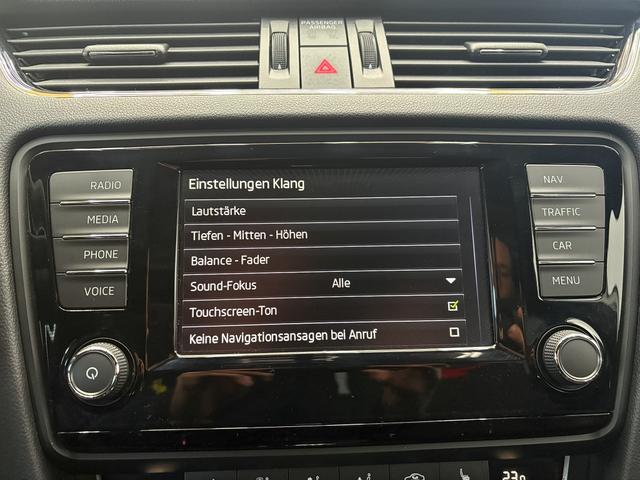 PASSENGER
AIRBAG
RADIO
MEDIA
PHONE
VOICE
Einstellungen Klang
Lautstärke
Tiefen - Mitten - Höhen
Balance - Fader
Sound-Fokus Alle
Touchscreen-Ton
Keine Navigationsansagen bei Anruf
NAV
TRAFFIC
CAR
MENU